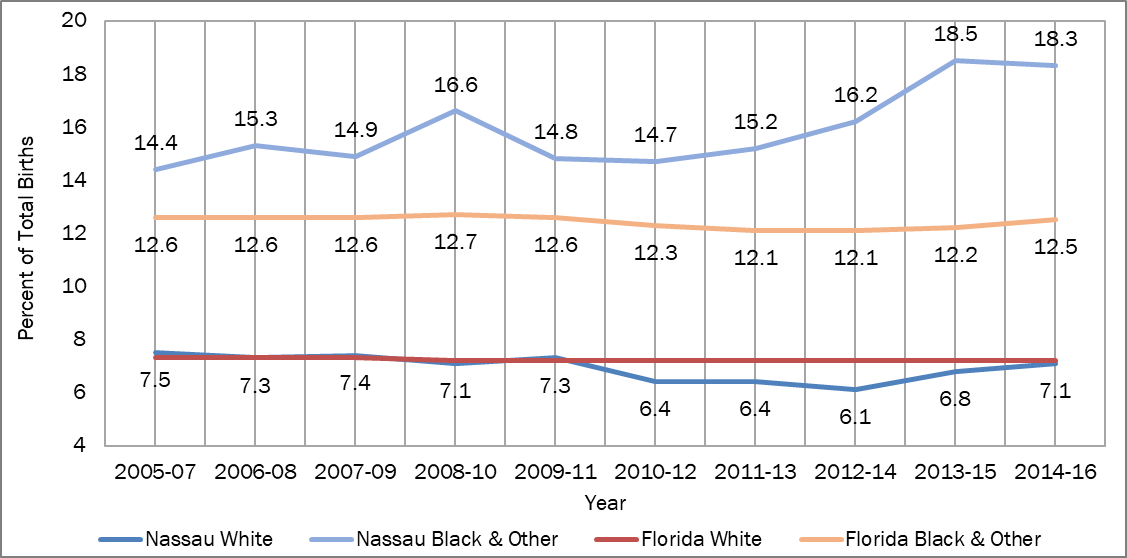 20
18
16
14
12
10
8
6
4
Percent of Total Births
14.4 15.3 14.9 16.6 14.8 14.7 15.2 16.2 18.5 18.3
12.6 12.6 12.6 12.7 12.6 12.3 12.1 12.1 12.2 12.5
7.5 7.3 7.4 7.1 7.3 6.4 6.4 6.1 6.8 7.1
2005-07 2006-08 2007-09 2008-10 2009-11 2010-12 2011-13 2012-14 2013-15 2014-16
Year
Nassau White Nassau Black & Other Florida White Florida Black & Other